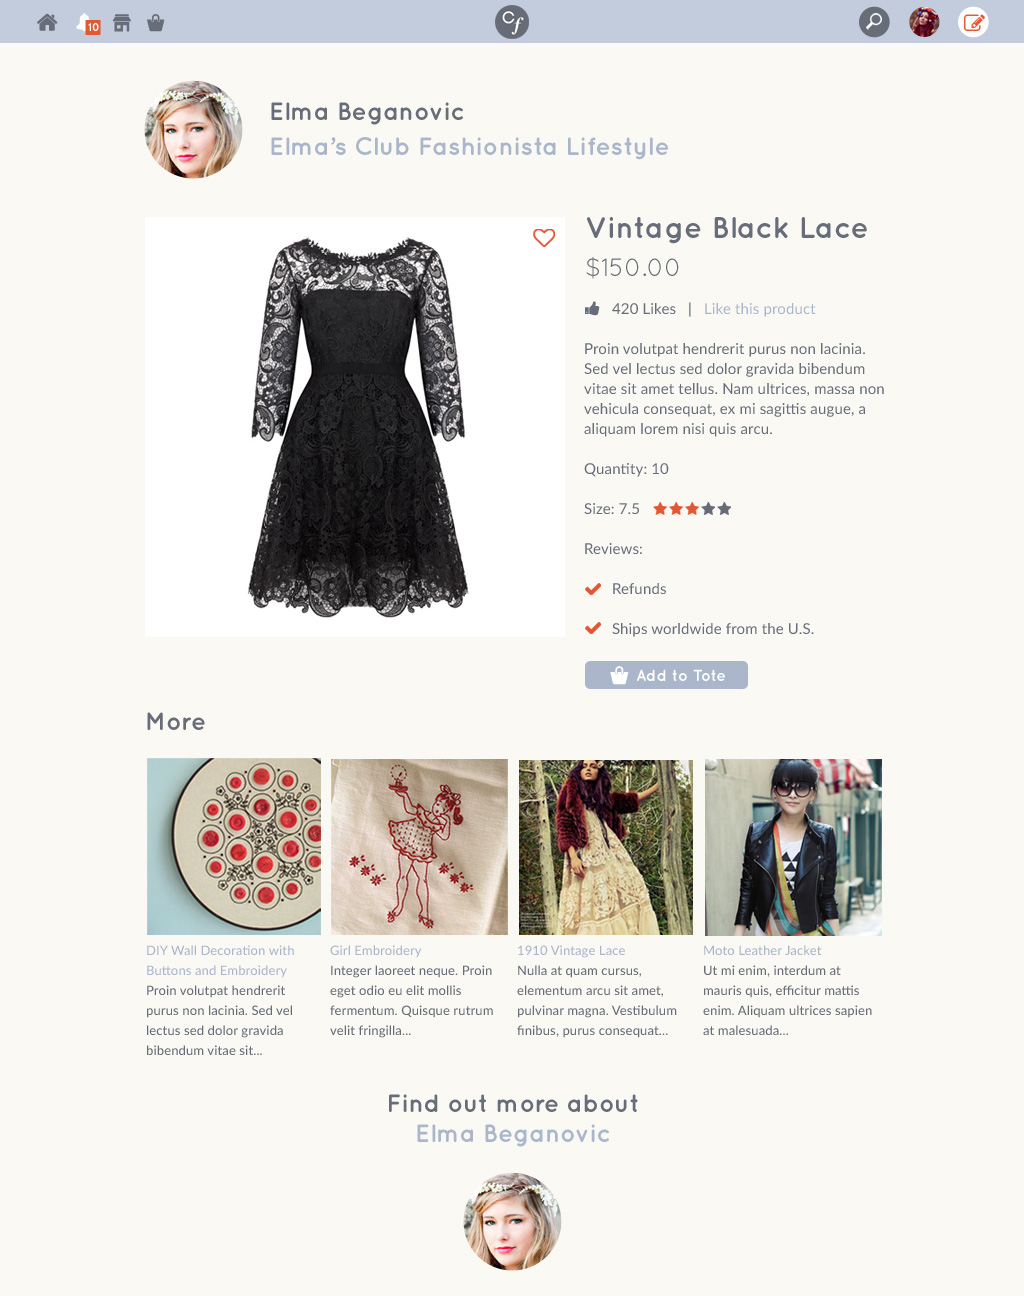 10
Cf
Elma Beganovic
Elma's Club Fashionista Lifestyle
Vintage Black Lace
$150.00
420 Likes | Like this product
Proin volutpat hendrerit purus non lacinia.
Sed vel lectus sed dolor gravida bibendum
vitae sit amet tellus. Nam ultrices, massa non
vehicula consequat, ex mi sagittis augue, a
aliquam lorem nisi quis arcu.
Quantity: 10
Size: 7.5
Reviews:
Refunds
Ships worldwide from the U.S.
Add to Tote
More
DIY Wall Decoration with
Buttons and Embroidery
Proin volutpat hendrerit
purus non lacinia. Sed vel
lectus sed dolor gravida
bibendum vitae sit...
Girl Embroidery
Integer laoreet neque. Proin
eget odio eu elit mollis
fermentum. Quisque rutrum
velit fringilla...
1910 Vintage Lace
Nulla at quam cursus,
elementum arcu sit amet,
pulvinar magna. Vestibulum
finibus, purus consequat...
Moto Leather Jacket
Ut mi enim, interdum at
mauris quis, efficitur mattis
enim. Aliquam ultrices sapien
at malesuada...
Find out more about
Elma Beganovic